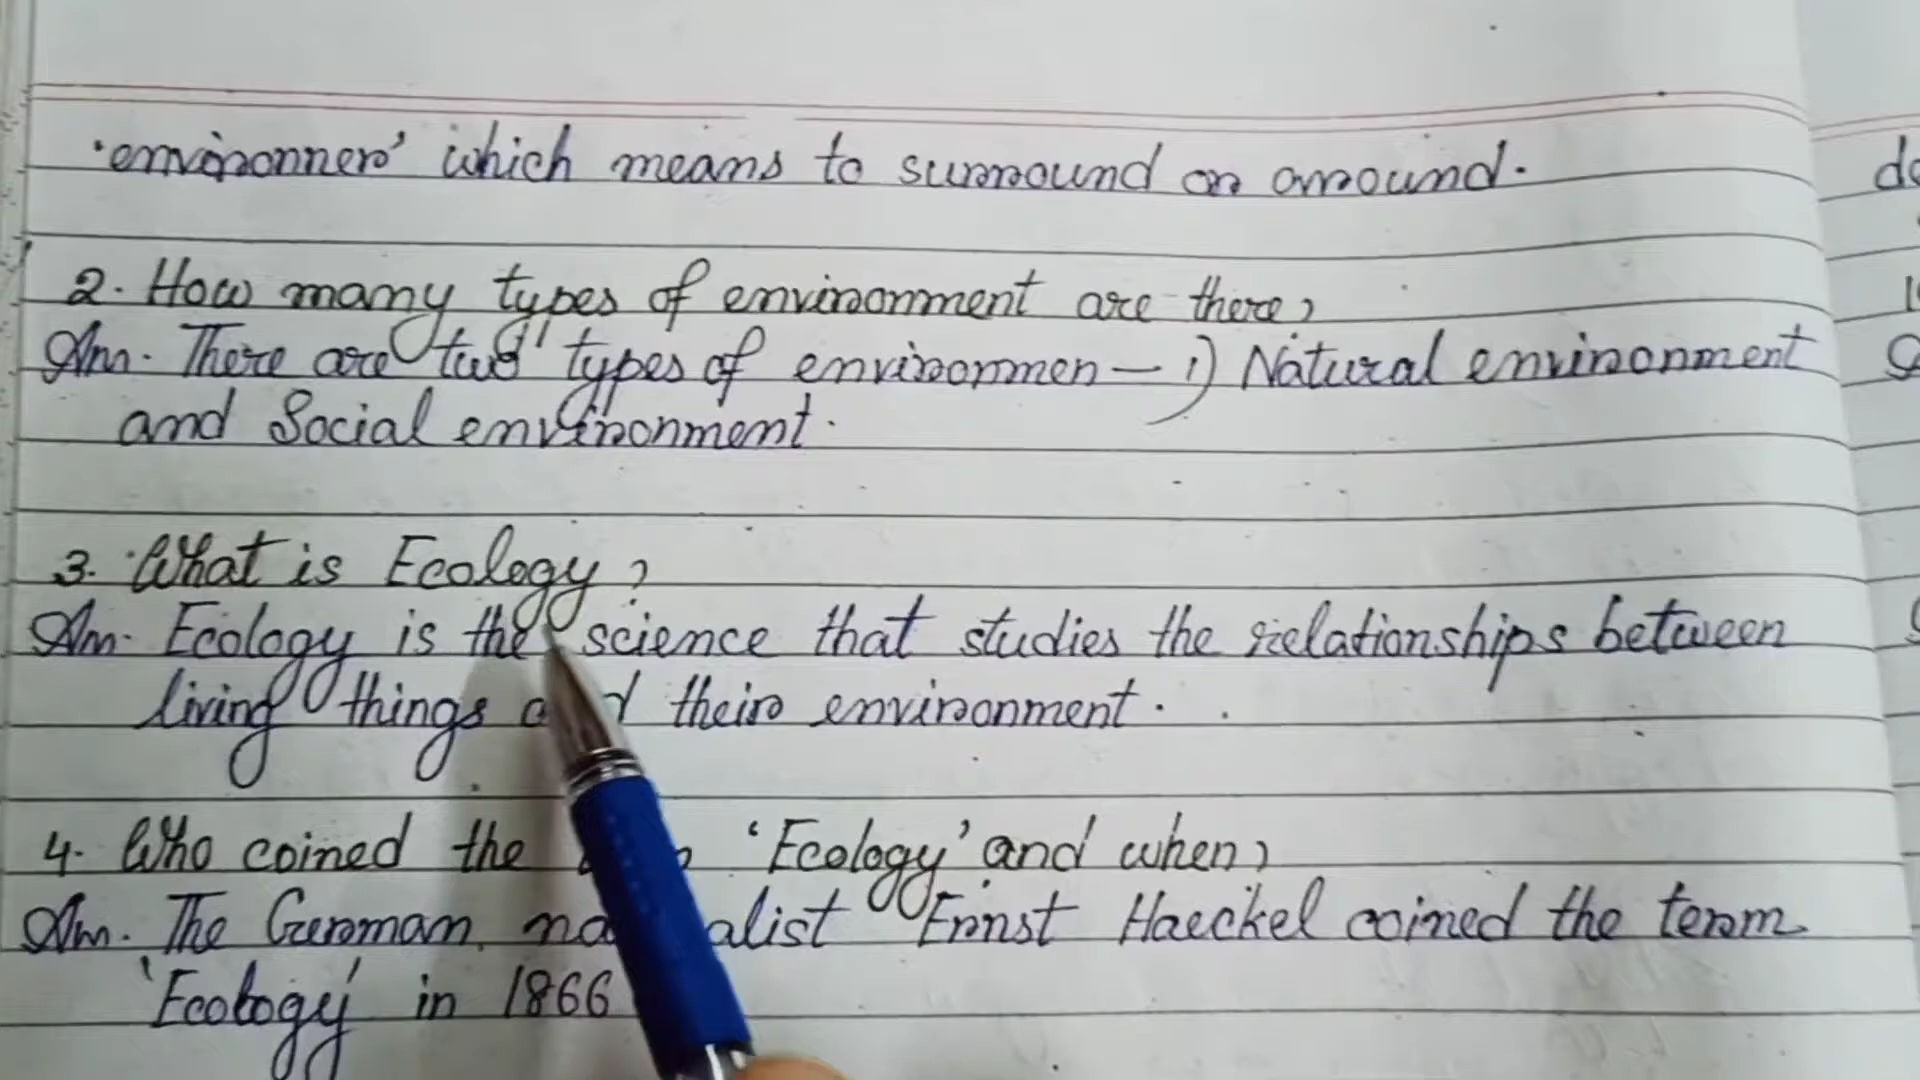 'environner' which means to surround or around.
2. How many types of environment are there?
Ans. There are two types of environmen — 1) Natural environment
and Social environment.
3. What is Ecology?
Ans. Ecology is the science that studies the relationships between
living things and their environment.
4. Who coined the 'Ecology' and when?
Ans. The German alist Ernst Haeckel coined the term
'Ecology' in 1866